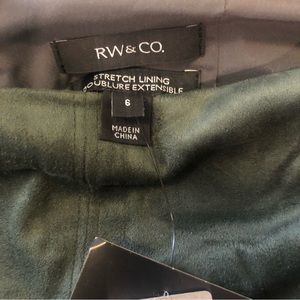 RW&CO.
STRETCH LINING
DOUBLURE EXTENSIBLE
6
MADE IN
CHINA